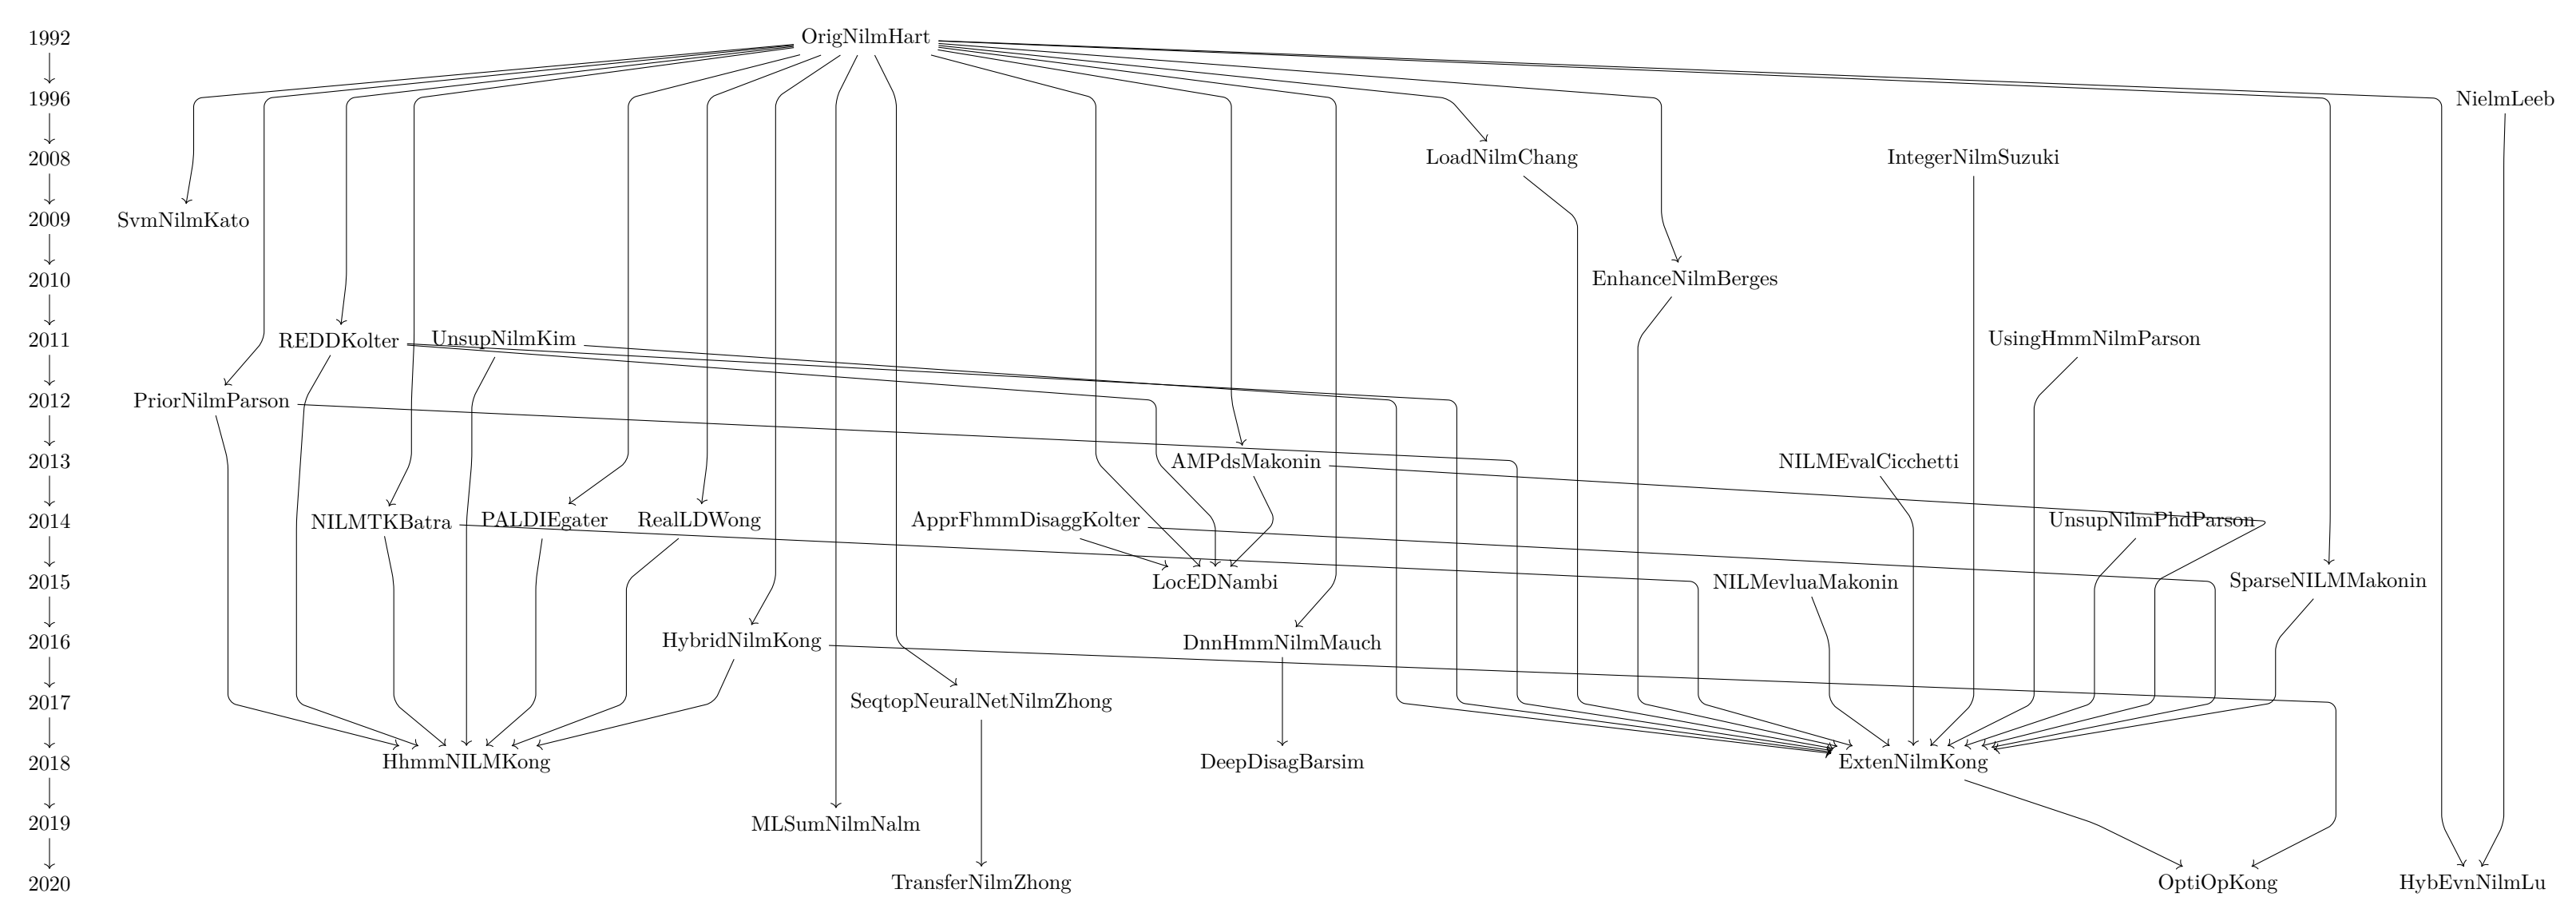 1992 OrigNilmHart
1996 NielmLeeb
2008 LoadNilmChang IntegerNilmSuzuki
2009 SvmNilmKato
2010 EnhanceNilmBerges
2011 REDDKolter UnsupNilmKim UsingHmmNilmParson
2012 PriorNilmParson
2013 AMPdsMakonin NILMEvalCicchetti
2014 NILMTKBatra PALDIEgater RealLDWong ApprFhmmDisaggKolter UnsupNilmPhdParson
2015 LocEDNambi NILMevluaMakonin SparseNILMMakonin
2016 HybridNilmKong DnnHmmNilmMauch
2017 SeqtopNeuralNetNilmZhong
2018 HhmmNILMKong DeepDisagBarsim ExtenNilmKong
2019 MLSumNilmNalm
2020 TransferNilmZhong OptiOpKong HybEvnNilmLu